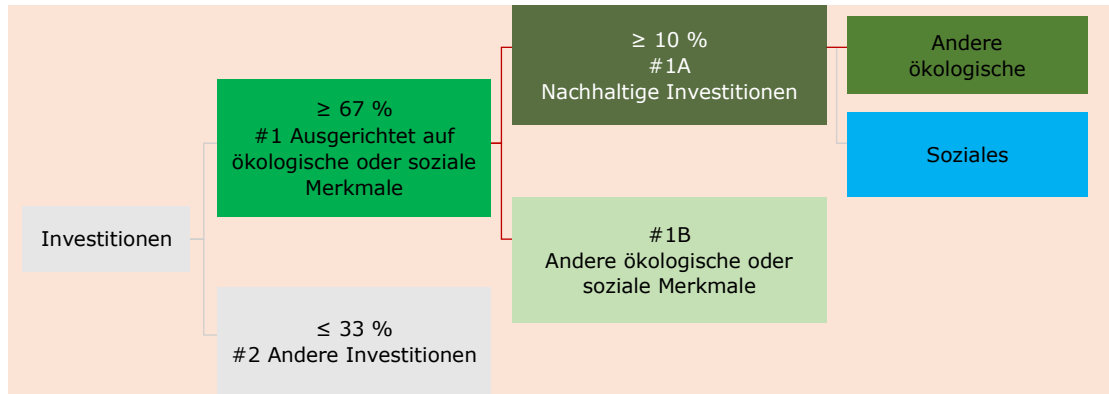 Investitionen
≥ 67 %
#1 Ausgerichtet auf
ökologische oder soziale
Merkmale
≤ 33 %
#2 Andere Investitionen
≥ 10 %
#1A
Nachhaltige Investitionen
#1B
Andere ökologische oder
soziale Merkmale
Andere
ökologische
Soziales